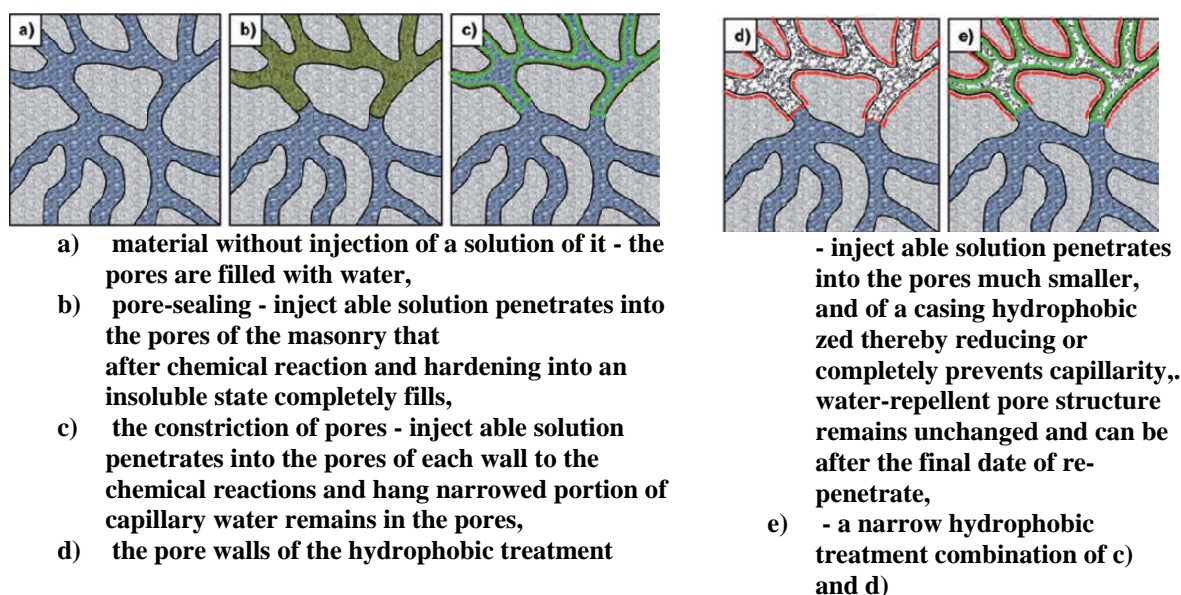 a)
b)
c)
d)
e)
a) material without injection of a solution of it - the
pores are filled with water,
b) pore-sealing - inject able solution penetrates into
the pores of the masonry that
after chemical reaction and hardening into an
insoluble state completely fills,
c) the constriction of pores - inject able solution
penetrates into the pores of each wall to the
chemical reactions and hang narrowed portion of
capillary water remains in the pores,
d) the pore walls of the hydrophobic treatment
- inject able solution penetrates
into the pores much smaller,
and of a casing hydrophobic
zed thereby reducing or
completely prevents capillarity,.
water-repellent pore structure
remains unchanged and can be
after the final date of re-
penetrate,
e) - a narrow hydrophobic
treatment combination of c)
and d)